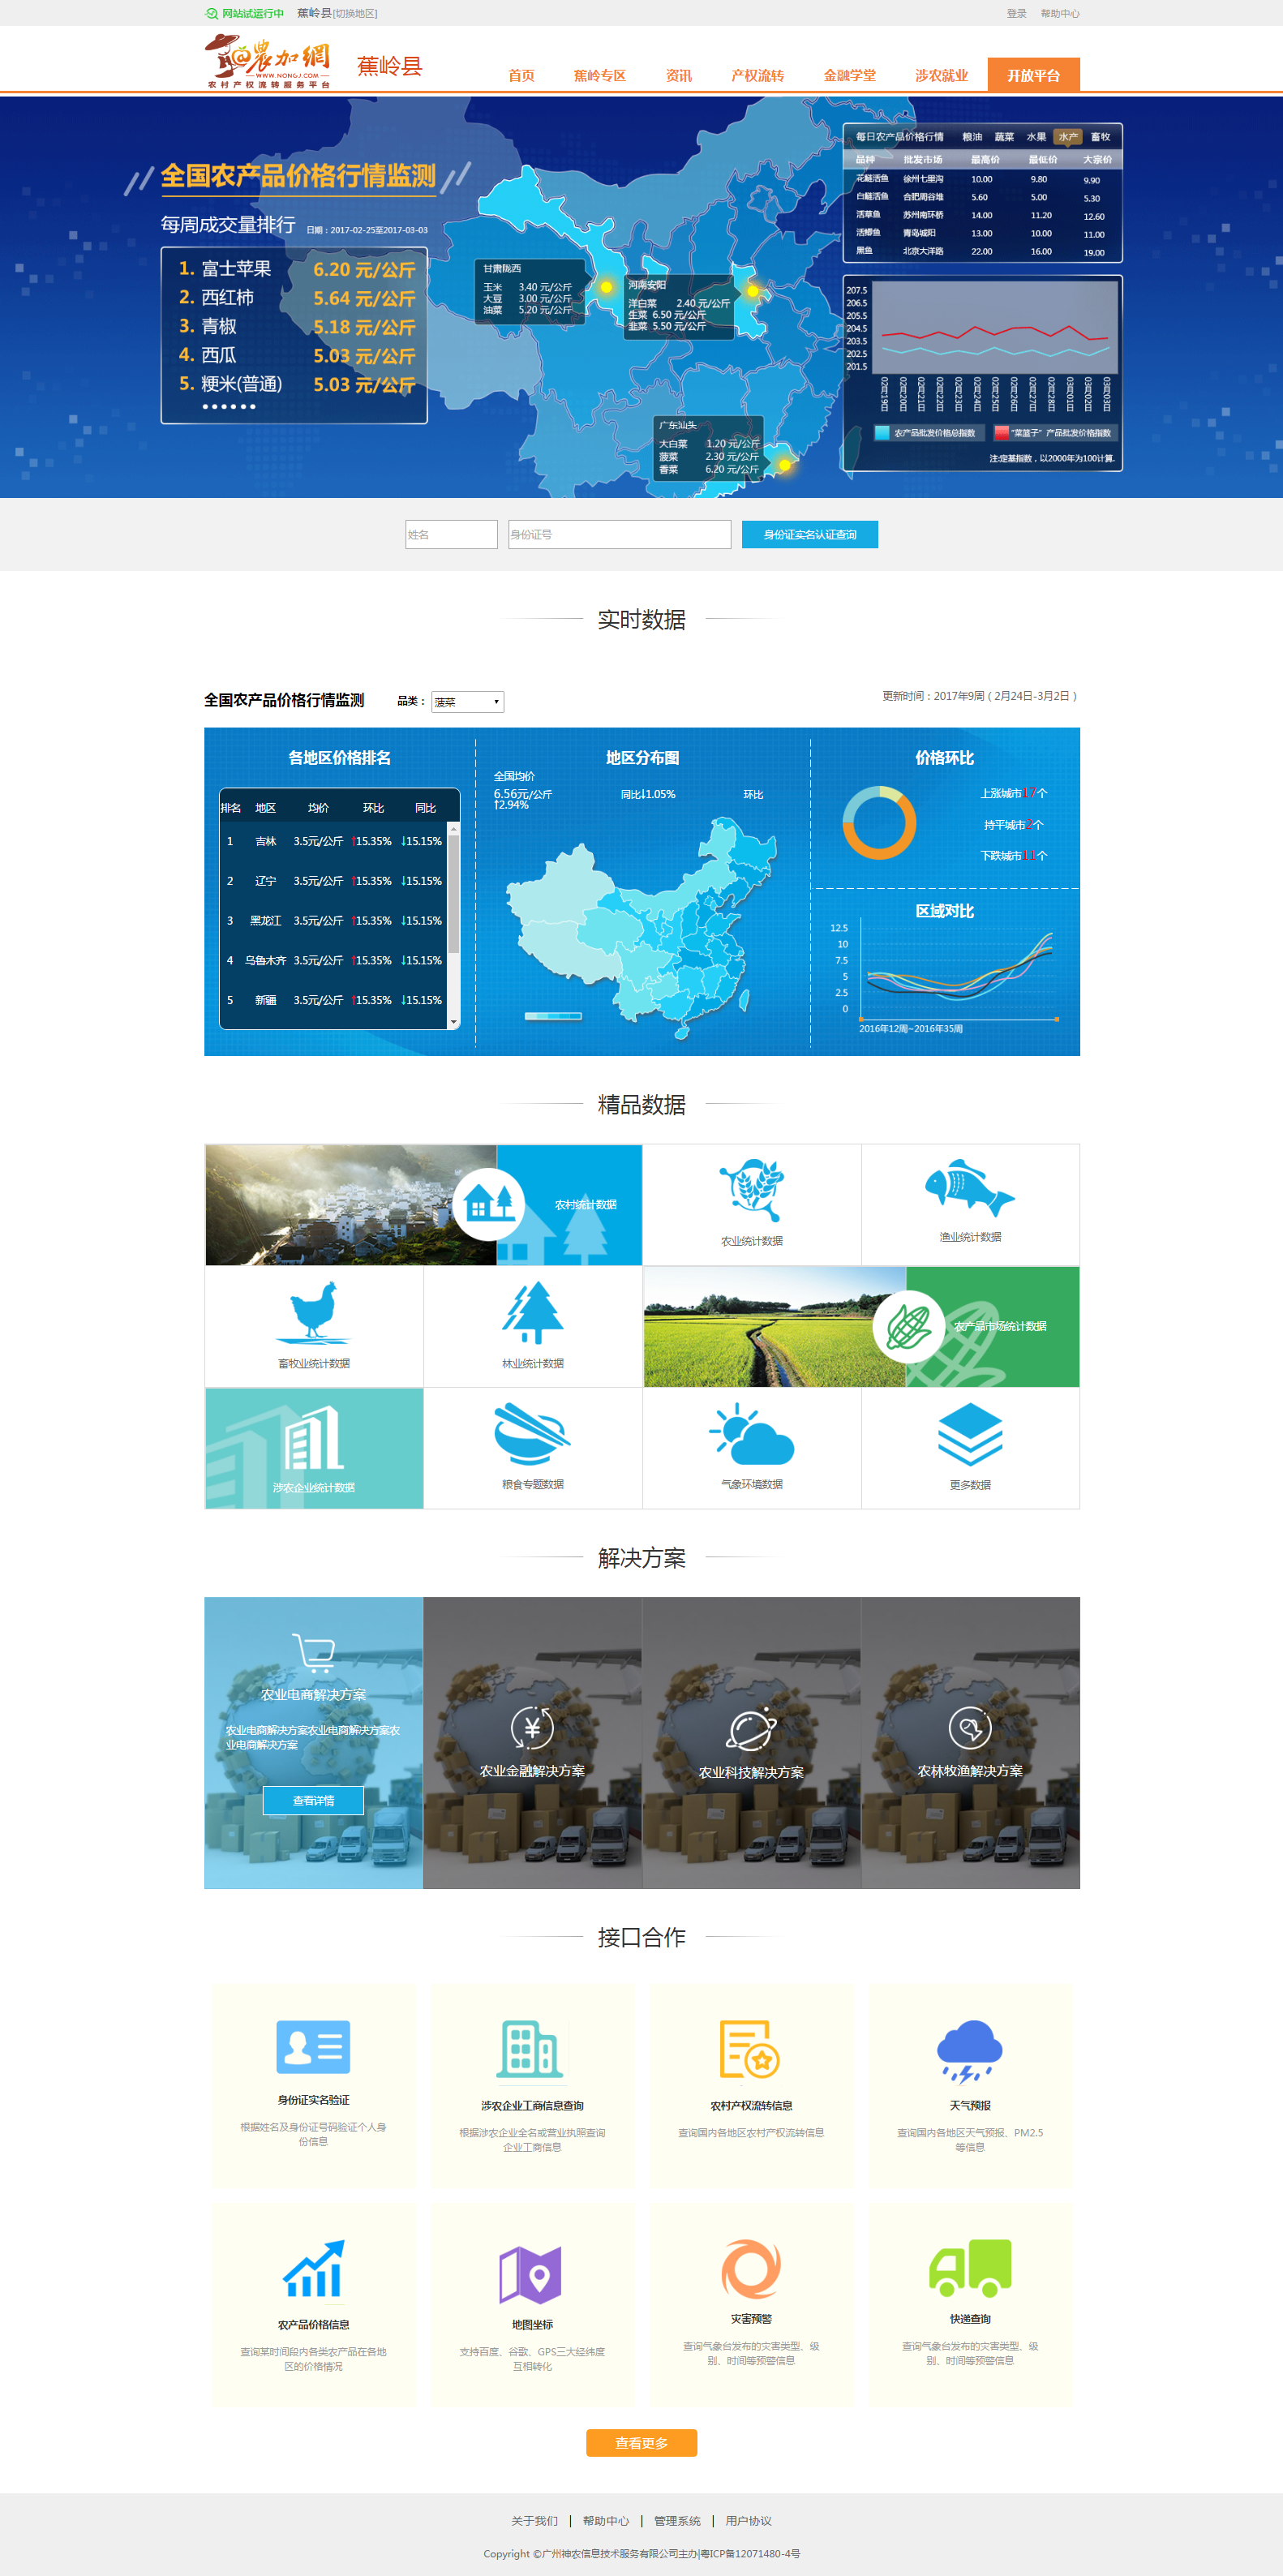 网站试运行中 蕉岭县[切换地区] 登录 帮助中心
農加網
WWW.NONGJ.COM
农村产权流转服务平台
蕉岭县
首页 蕉岭专区 资讯 产权流转 金融学堂 涉农就业 开放平台
全国农产品价格行情监测
每周成交量排行 日期：2017-02-25至2017-03-03
1. 富士苹果 6.20 元/公斤
2. 西红柿 5.64 元/公斤
3. 青椒 5.18 元/公斤
4. 西瓜 5.03 元/公斤
5. 粳米(普通) 5.03 元/公斤
甘肃陇西
玉米 3.40 元/公斤
大豆 3.00 元/公斤
油菜 5.20 元/公斤
河南安阳
洋白菜 2.40 元/公斤
生菜 6.50 元/公斤
韭菜 5.50 元/公斤
广东汕头
大白菜 1.20 元/公斤
菠菜 2.30 元/公斤
香菜 6.20 元/公斤
每日农产品价格行情 粮油 蔬菜 水果 水产 畜牧
品种 批发市场 最高价 最低价 大宗价
花鲢活鱼 徐州七里沟 10.00 9.80 9.90
白鲢活鱼 合肥周谷堆 5.60 5.00 5.30
活草鱼 苏州南环桥 14.00 11.20 12.60
活鲫鱼 青岛城阳 13.00 10.00 11.00
黑鱼 北京大洋路 22.00 16.00 19.00
207.5
206.5
205.5
204.5
203.5
202.5
201.5
02月19日 02月20日 02月21日 02月22日 02月23日 02月24日 02月25日 02月26日 02月27日 02月28日 03月01日 03月02日 03月03日
农产品批发价格总指数 “菜篮子”产品批发价格指数
注:定基指数，以2000年为100计算.
姓名 身份证号 身份证实名认证查询
实时数据
全国农产品价格行情监测 品类： 菠菜 更新时间：2017年9周（2月24日-3月2日）
各地区价格排名
排名 地区 均价 环比 同比
1 吉林 3.5元/公斤 ↑15.35% ↓15.15%
2 辽宁 3.5元/公斤 ↑15.35% ↓15.15%
3 黑龙江 3.5元/公斤 ↑15.35% ↓15.15%
4 乌鲁木齐 3.5元/公斤 ↑15.35% ↓15.15%
5 新疆 3.5元/公斤 ↑15.35% ↓15.15%
地区分布图
全国均价
6.56元/公斤 同比↓1.05% 环比
↑2.94%
价格环比
上涨城市17个
持平城市2个
下跌城市11个
区域对比
12.5
10
7.5
5
2.5
0
2016年12周~2016年35周
精品数据
农村统计数据 农业统计数据 渔业统计数据
畜牧业统计数据 林业统计数据 农产品市场统计数据
涉农企业统计数据 粮食专题数据 气象环境数据 更多数据
解决方案
农业电商解决方案
农业电商解决方案农业电商解决方案农
业电商解决方案
查看详情
农业金融解决方案 农业科技解决方案 农林牧渔解决方案
接口合作
身份证实名验证
根据姓名及身份证号码验证个人身
份信息
涉农企业工商信息查询
根据涉农企业全名或营业执照查询
企业工商信息
农村产权流转信息
查询国内各地区农村产权流转信息
天气预报
查询国内各地区天气预报、PM2.5
等信息
农产品价格信息
查询某时间段内各类农产品在各地
区的价格情况
地图坐标
支持百度、谷歌、GPS三大经纬度
互相转化
灾害预警
查询气象台发布的灾害类型、级
别、时间等预警信息
快递查询
查询气象台发布的灾害类型、级
别、时间等预警信息
查看更多
关于我们 | 帮助中心 | 管理系统 | 用户协议
Copyright ©广州神农信息技术服务有限公司主办|粤ICP备12071480-4号